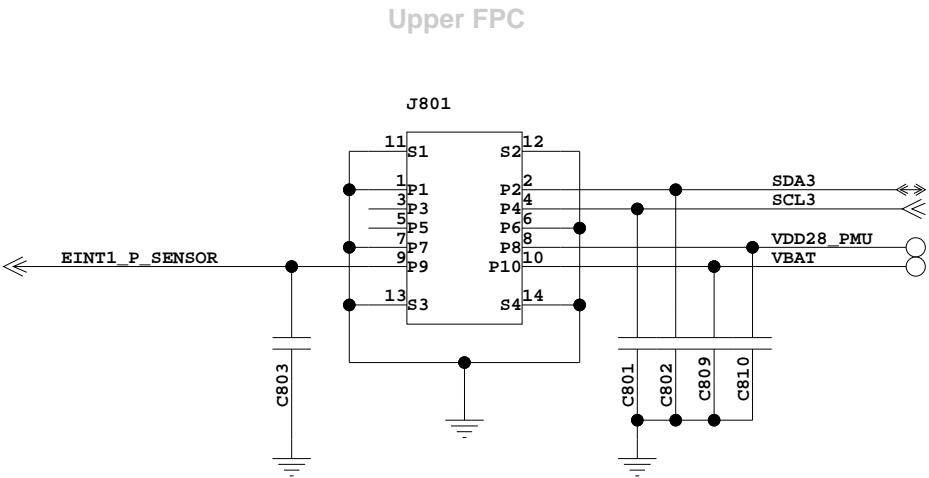 Upper FPC
J801
11 S1 S2 12
1 P1 P2 2 SDA3
3 P3 P4 4 SCL3
5 P5 P6 6
7 P7 P8 8 VDD28_PMU
EINT1_P_SENSOR 9 P9 P10 10 VBAT
13 S3 S4 14
C803 C801 C802 C809 C810